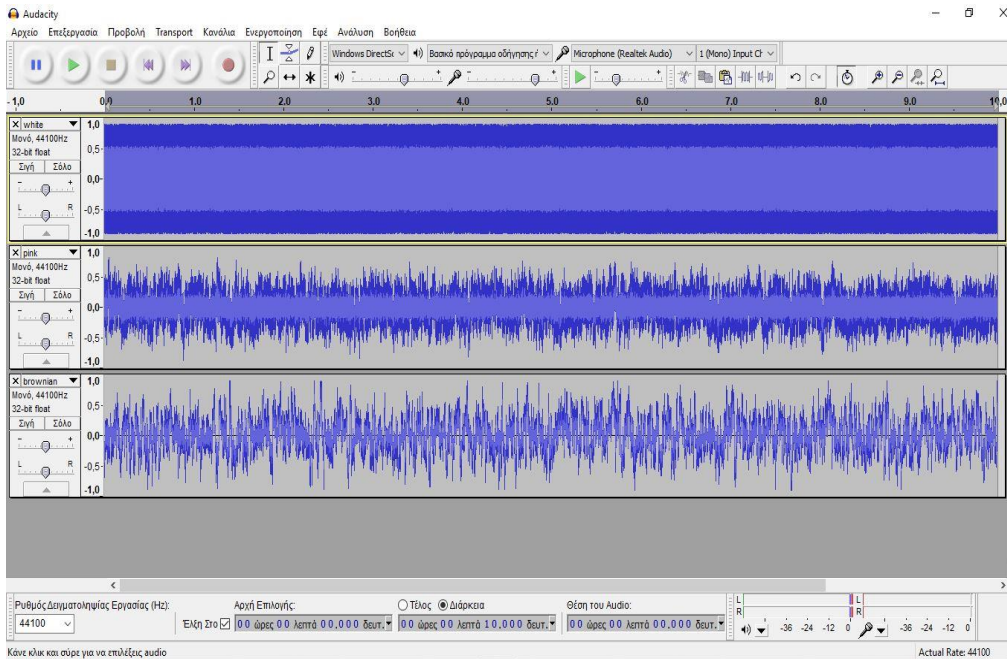 Audacity
Αρχείο Επεξεργασία Προβολή Transport Κανάλια Ενεργοποίηση Εφέ Ανάλυση Βοήθεια
Windows DirectSo Βασικό πρόγραμμα οδήγησης ή Microphone (Realtek Audio) 1 (Mono) Input Ch
- 1,0 0,0 1,0 2,0 3,0 4,0 5,0 6,0 7,0 8,0 9,0 10,0
white
Μονό, 44100Hz
32-bit float
Σιγή Σόλο
- +
L R
1,0
0,5
0,0
-0,5
-1,0
pink
Μονό, 44100Hz
32-bit float
Σιγή Σόλο
- +
L R
1,0
0,5
0,0
-0,5
-1,0
brownian
Μονό, 44100Hz
32-bit float
Σιγή Σόλο
- +
L R
1,0
0,5
0,0
-0,5
-1,0
Ρυθμός Δειγματοληψίας Εργασίας (Hz): Αρχή Επιλογής: Τέλος Διάρκεια Θέση του Audio:
44100 Έλξη Στο 00 ώρες 00 λεπτά 00,000 δευτ. 00 ώρες 00 λεπτά 10,000 δευτ. 00 ώρες 00 λεπτά 00,000 δευτ.
L L
R R
-36 -24 -12 0 -36 -24 -12 0
Κάνε κλικ και σύρε για να επιλέξεις audio Actual Rate: 44100